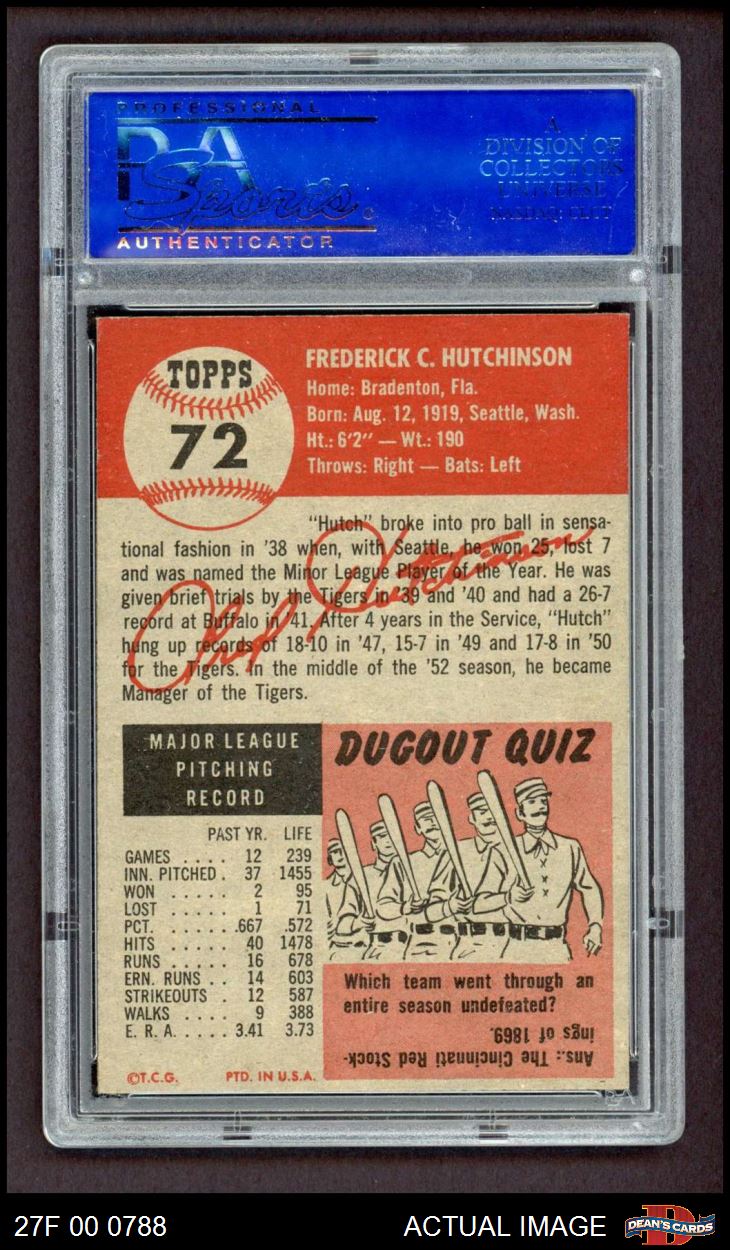 PROFESSIONAL
PSA
Sports
AUTHENTICATOR
A
DIVISION OF
COLLECTORS
UNIVERSE
NASDAQ: CLCT
TOPPS
72
FREDERICK C. HUTCHINSON
Home: Bradenton, Fla.
Born: Aug. 12, 1919, Seattle, Wash.
Ht.: 6'2" — Wt.: 190
Throws: Right — Bats: Left
"Hutch" broke into pro ball in sensa-
tional fashion in '38 when, with Seattle, he won 25, lost 7
and was named the Minor League Player of the Year. He was
given brief trials by the Tigers in '39 and '40 and had a 26-7
record at Buffalo in '41. After 4 years in the Service, "Hutch"
hung up records of 18-10 in '47, 15-7 in '49 and 17-8 in '50
for the Tigers. In the middle of the '52 season, he became
Manager of the Tigers.
Fred Hutchinson
MAJOR LEAGUE
PITCHING
RECORD
PAST YR. LIFE
GAMES .... 12 239
INN. PITCHED. 37 1455
WON ..... 2 95
LOST ..... 1 71
PCT. ..... .667 .572
HITS ..... 40 1478
RUNS ..... 16 678
ERN. RUNS .. 14 603
STRIKEOUTS . 12 587
WALKS .... 9 388
E. R. A. .... 3.41 3.73
©T.C.G. PTD. IN U.S.A.
DUGOUT QUIZ
Which team went through an
entire season undefeated?
Ans.: The Cincinnati Red Stock-
ings of 1869.
27F 00 0788
ACTUAL IMAGE
D
DEAN'S CARDS